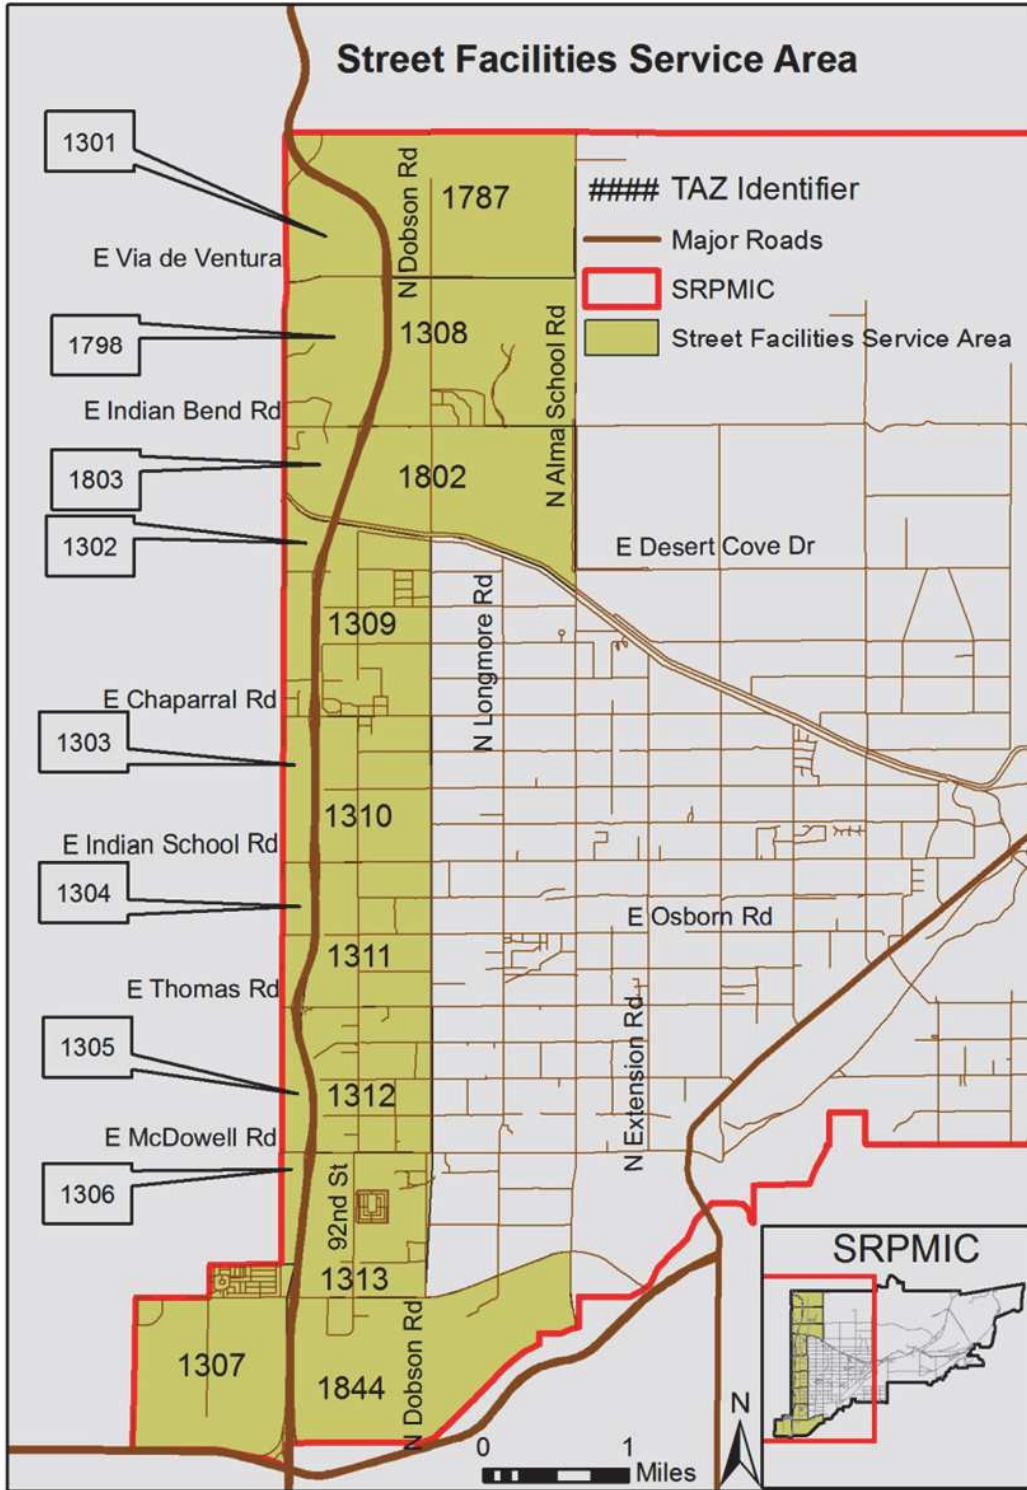 Street Facilities Service Area
1301
N Dobson Rd
1787
#### TAZ Identifier
Major Roads
E Via de Ventura
SRPMIC
1798
1308
Street Facilities Service Area
N Alma School Rd
E Indian Bend Rd
1803
1802
1302
E Desert Cove Dr
1309
N Longmore Rd
E Chaparral Rd
1303
1310
E Indian School Rd
1304
E Osborn Rd
1311
E Thomas Rd
1305
N Extension Rd
1312
E McDowell Rd
1306
92nd St
SRPMIC
1313
1307
1844
N Dobson Rd
N
0 1
Miles